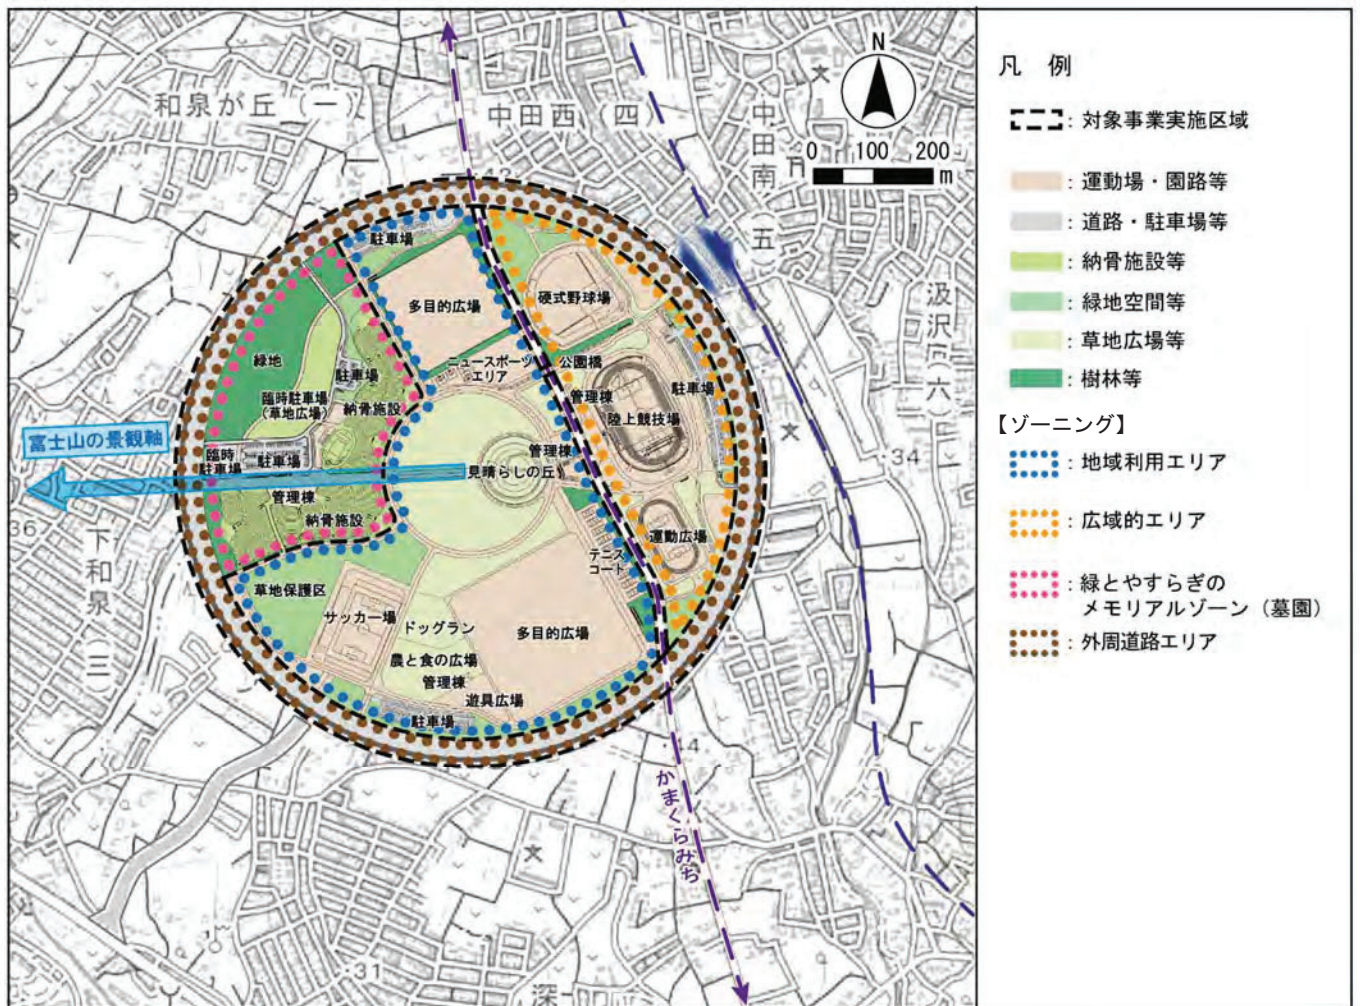 和泉が丘(一)
中田西(四)
中田南(五)
汲沢(六)
N
0 100 200
m
駐車場
多目的広場
硬式野球場
緑地
駐車場
ニュースポーツ
エリア
公園橋
管理棟
駐車場
臨時駐車場
(草地広場)
納骨施設
陸上競技場
富士山の景観軸
臨時
駐車場
駐車場
管理棟
見晴らしの丘
管理棟
納骨施設
運動広場
テニス
コート
・34
36
下和泉(三)
草地保護区
サッカー場
ドッグラン
多目的広場
農と食の広場
管理棟
遊具広場
駐車場
かまくらみち
・31
深
凡 例
:対象事業実施区域
:運動場・園路等
:道路・駐車場等
:納骨施設等
:緑地空間等
:草地広場等
:樹林等
【ゾーニング】
:地域利用エリア
:広域的エリア
:緑とやすらぎの
メモリアルゾーン(墓園)
:外周道路エリア